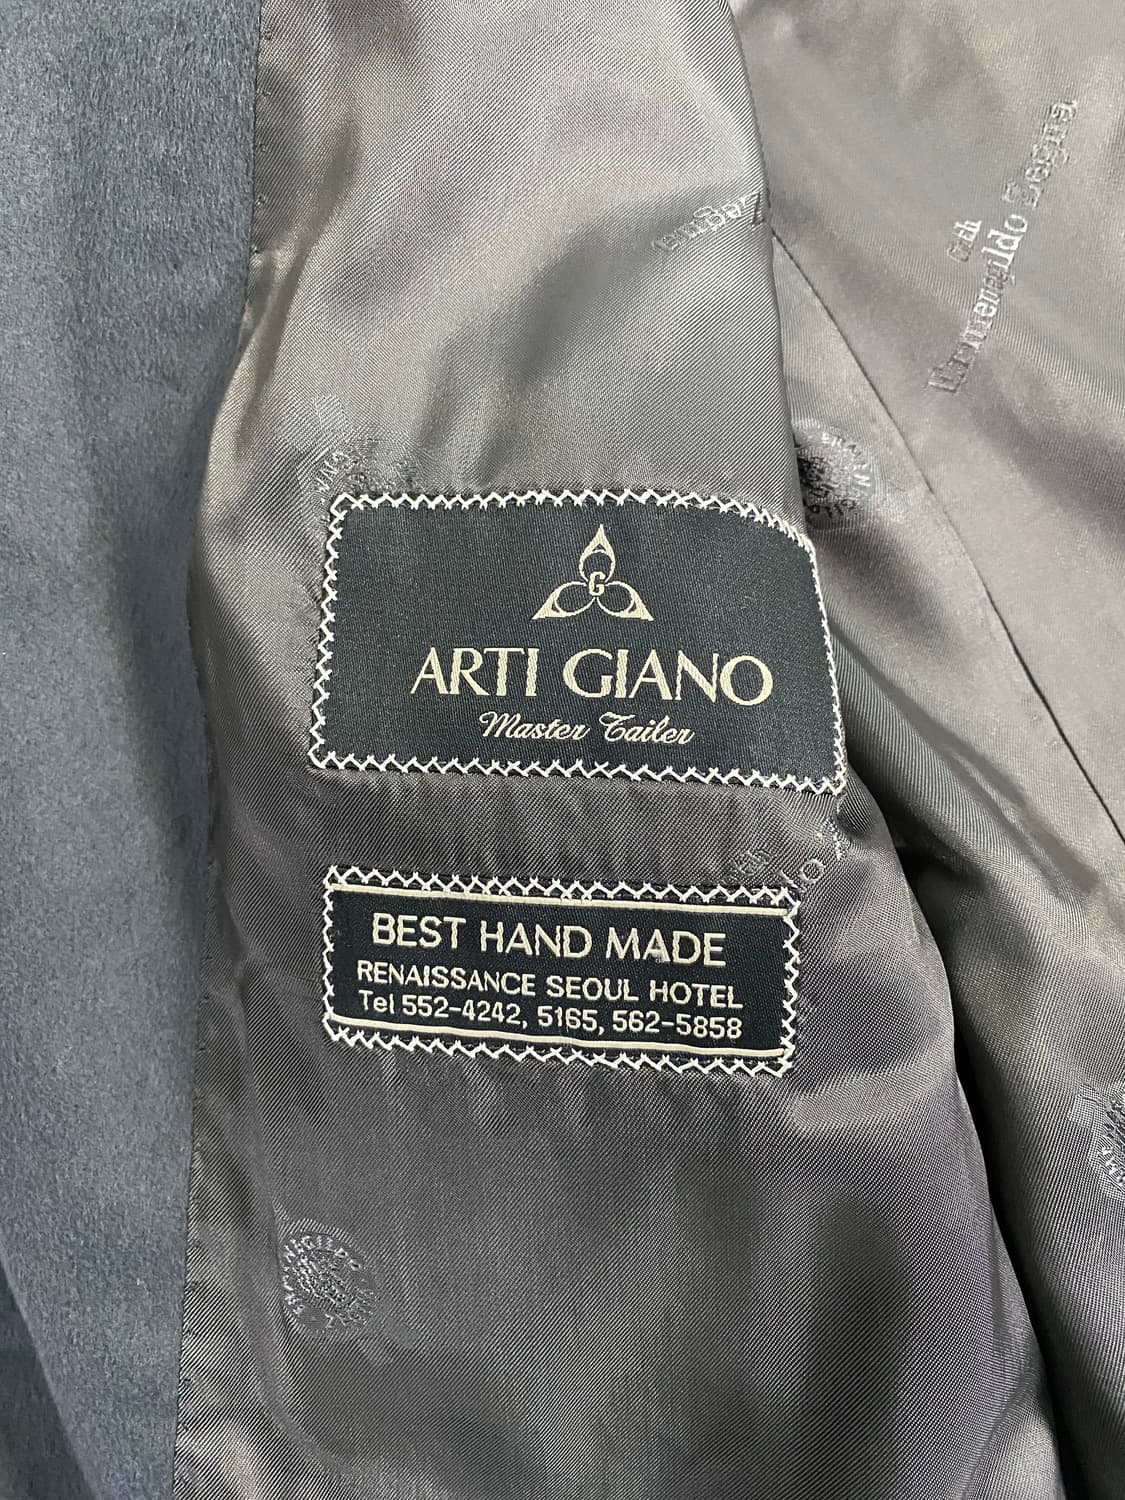 Ermenegildo Zegna
G
ARTI GIANO
Master Tailer
BEST HAND MADE
RENAISSANCE SEOUL HOTEL
Tel 552-4242, 5165, 562-5858